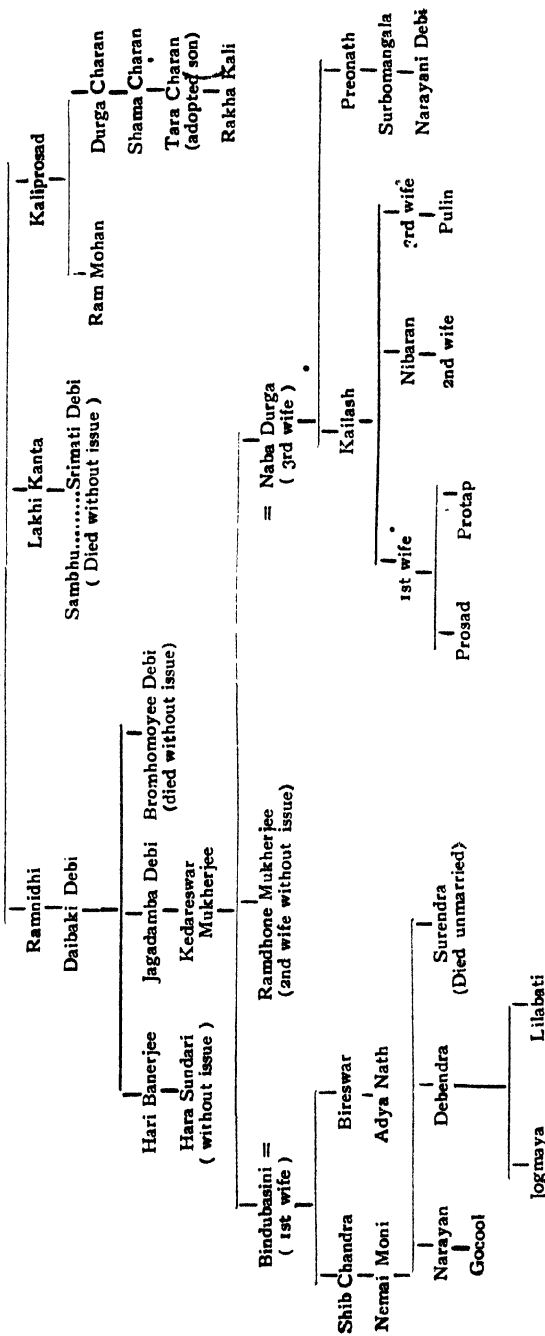 Ramnidhi
Daibaki Debi
Lakhi Kanta
Sambhu.........Srimati Debi
( Died without issue )
Kaliprosad
Ram Mohan
Durga Charan
Shama Charan
Tara Charan
(adopted son)
Rakha Kali
Hari Banerjee
Hara Sundari
( without issue )
Jagadamba Debi
Kedareswar
Mukherjee
Bromhomoyee Debi
(died without issue)
Bindubasini =
( 1st wife )
Ramdhone Mukherjee
(2nd wife without issue)
= Naba Durga
( 3rd wife )
Shib Chandra
Nemai Moni
Bireswar
Adya Nath
Narayan
Gocool
Debendra
Surendra
(Died unmarried)
Jogmaya
Lilabati
Kailash
Preonath
Surbomangala
Narayani Debi
1st wife
Nibaran
2nd wife
3rd wife
Pulin
Prosad
Protap